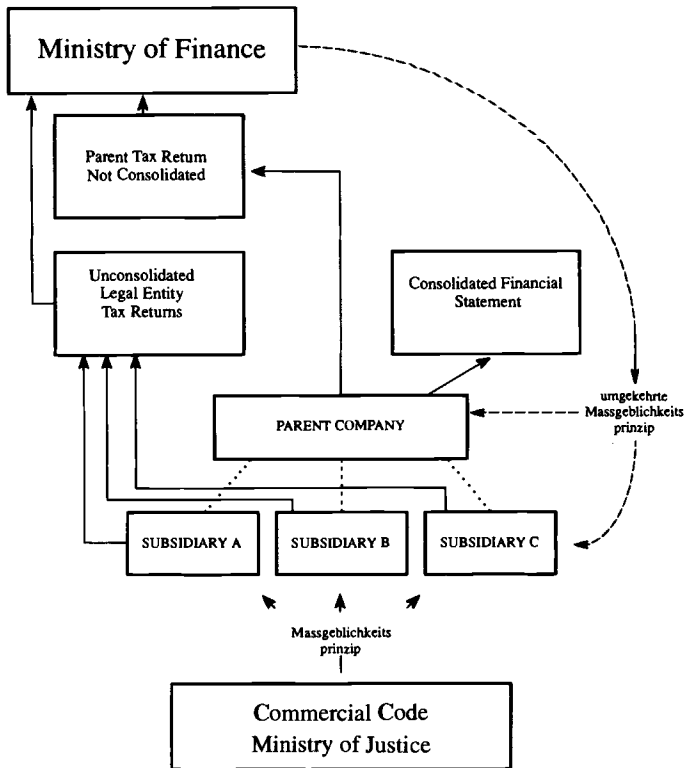 Ministry of Finance
Parent Tax Return
Not Consolidated
Unconsolidated
Legal Entity
Tax Returns
Consolidated Financial
Statement
umgekehrte
Massgeblichkeits
prinzip
PARENT COMPANY
SUBSIDIARY A
SUBSIDIARY B
SUBSIDIARY C
Massgeblichkeits
prinzip
Commercial Code
Ministry of Justice